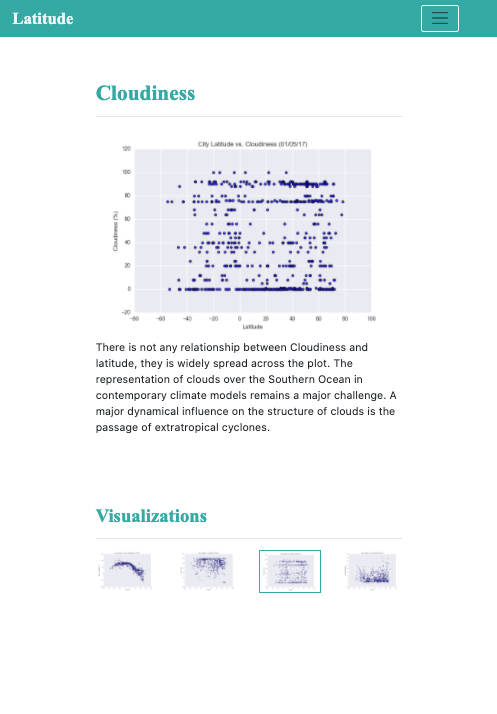 Latitude
Cloudiness
City Latitude vs. Cloudiness (01/05/17)
120
100
80
60
40
20
0
-20
Cloudiness (%)
-80 -60 -40 -20 0 20 40 60 80 100
Latitude
There is not any relationship between Cloudiness and
latitude, they is widely spread across the plot. The
representation of clouds over the Southern Ocean in
contemporary climate models remains a major challenge. A
major dynamical influence on the structure of clouds is the
passage of extratropical cyclones.
Visualizations